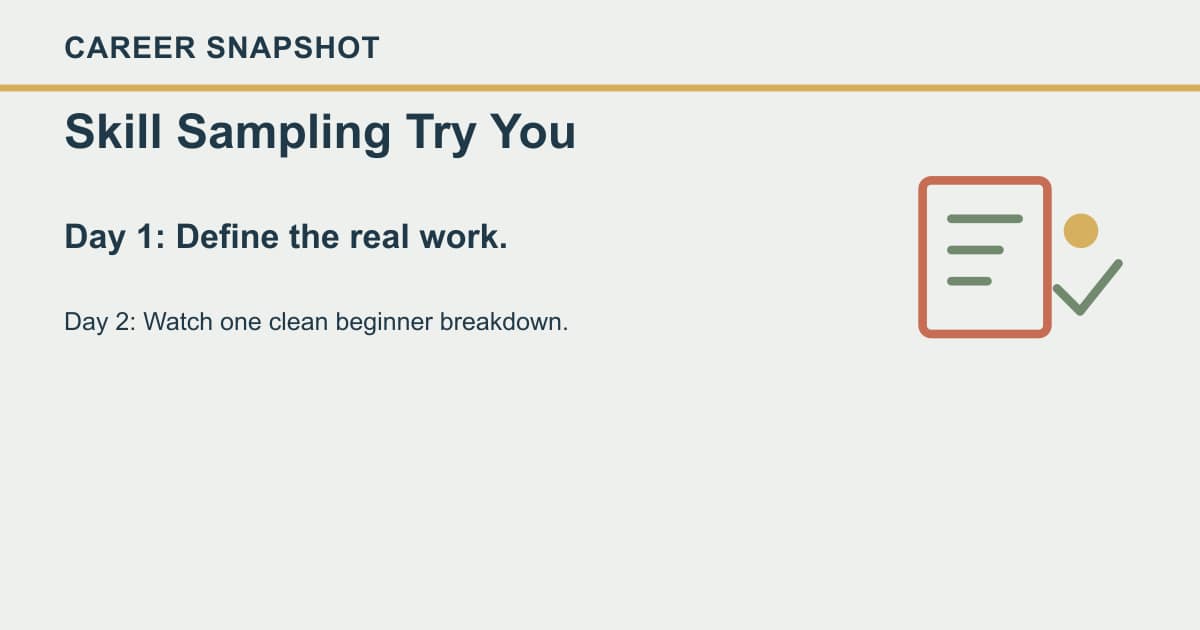 CAREER SNAPSHOT
Skill Sampling Try You
Day 1: Define the real work.
Day 2: Watch one clean beginner breakdown.